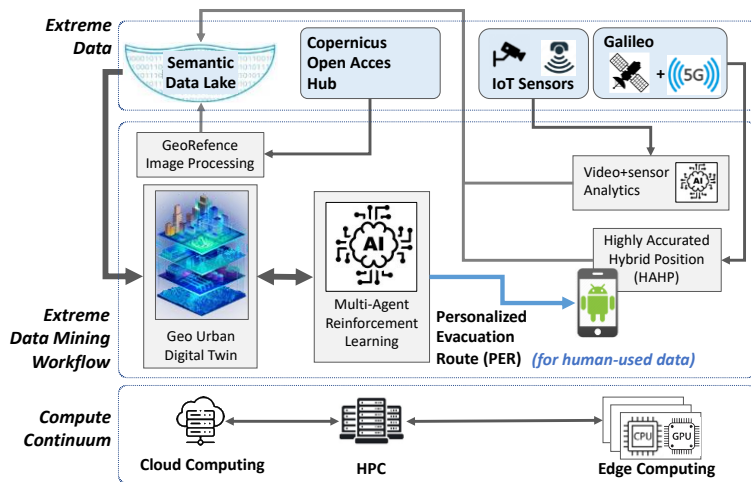 Extreme
Data
Semantic
Data Lake
Copernicus
Open Acces
Hub
IoT Sensors
Galileo
+
5G
GeoRefence
Image Processing
Video+sensor
Analytics
AI
Highly Accurated
Hybrid Position
(HAHP)
AI
Extreme
Data Mining
Workflow
Geo Urban
Digital Twin
Multi-Agent
Reinforcement
Learning
Personalized
Evacuation
Route (PER)
(for human-used data)
Compute
Continuum
CPU
GPU
Cloud Computing
HPC
Edge Computing